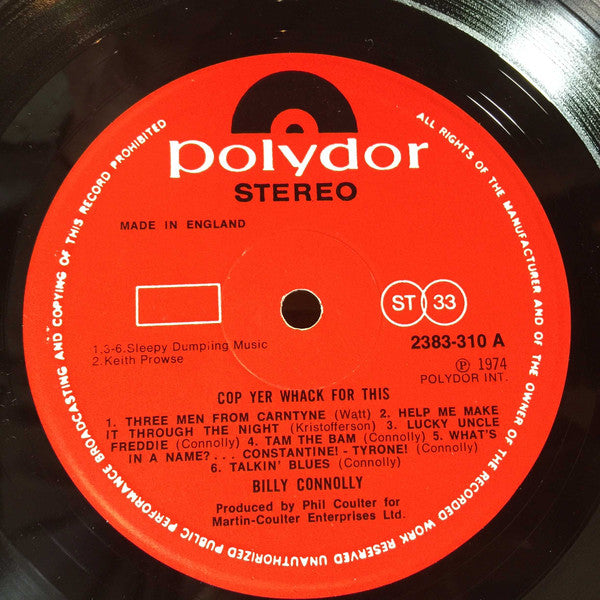 polydor
STEREO
MADE IN ENGLAND
ST 33
2383-310 A
1.3-6.Sleepy Dumpling Music
2.Keith Prowse
Ⓟ 1974
POLYDOR INT.
COP YER WHACK FOR THIS
1. THREE MEN FROM CARNTYNE (Watt) 2. HELP ME MAKE
IT THROUGH THE NIGHT (Kristofferson) 3. LUCKY UNCLE
FREDDIE (Connolly) 4. TAM THE BAM (Connolly) 5. WHAT'S
IN A NAME?... CONSTANTINE! - TYRONE! (Connolly)
6. TALKIN' BLUES (Connolly)
BILLY CONNOLLY
Produced by Phil Coulter for
Martin-Coulter Enterprises Ltd.
ALL RIGHTS OF THE MANUFACTURER AND OF THE OWNER OF THE RECORDED WORK RESERVED UNAUTHORIZED PUBLIC PERFORMANCE BROADCASTING AND COPYING OF THIS RECORD PROHIBITED